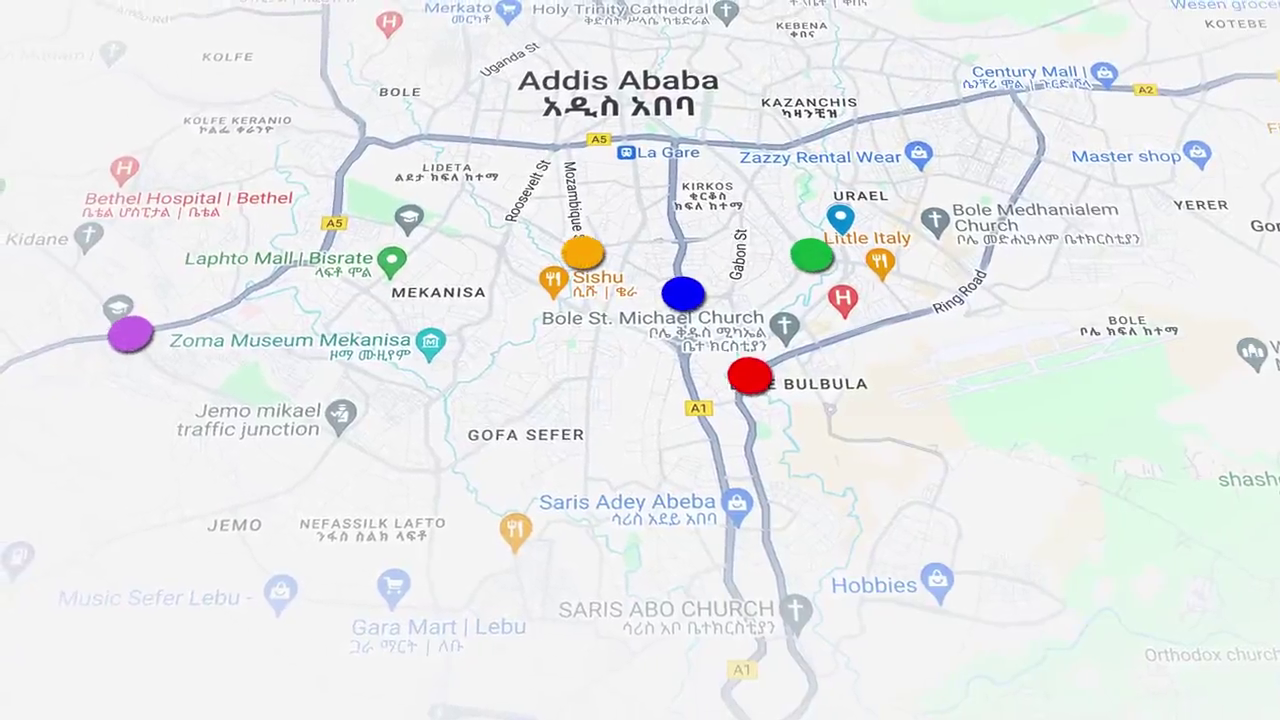 Merkato
መርካቶ
Holy Trinity Cathedral
ቅድስት ሥላሴ ካቴድራል
KEBENA
ቀበና
Wesen groce
KOTEBE
KOLFE
Uganda St
Addis Ababa
አዲስ አበባ
BOLE
KAZANCHIS
ካዛንቺዝ
Century Mall |
A2
KOLFE KERANIO
ኮልፌ ቀራንዮ
A5
La Gare
Zazzy Rental Wear
Master shop
LIDETA
ልደታ ክፍለ ከተማ
Roosevelt St
Mozambique S
KIRKOS
ቂርቆስ
ክፍለ ከተማ
URAEL
YERER
Bethel Hospital | Bethel
ቤቴል ሆስፒታል | ቤቴል
A5
Kidane
Bole Medhanialem
Church
ቦሌ መድሐኒዓለም ቤተክርስቲያን
Gor
Little Italy
Gabon St
Laphto Mall | Bisrate
ላፍቶ ሞል
Sishu
ሲሹ | ቄራ
MEKANISA
Ring Road
Bole St. Michael Church
ቦሌ ቅዱስ ሚካኤል
ቤተ ክርስቲያን
BOLE
ቦሌ ክፍለ ከተማ
Zoma Museum Mekanisa
ዞማ ሙዚየም
E BULBULA
Jemo mikael
traffic junction
A1
GOFA SEFER
shash
Saris Adey Abeba
ሳሪስ አደይ አበባ
JEMO
NEFASSILK LAFTO
ንፋስ ስልክ ላፍቶ
Hobbies
Music Sefer Lebu -
SARIS ABO CHURCH
ሳሪስ አቦ ቤተክርስቲያን
Gara Mart | Lebu
ጋራ ማርት | ለቡ
Orthodox church
A1